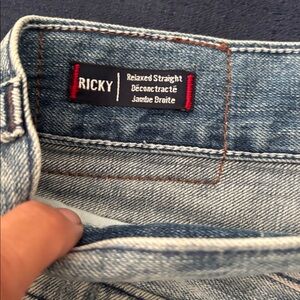 RICKY
Relaxed Straight
Décontracté
Jambe Droite